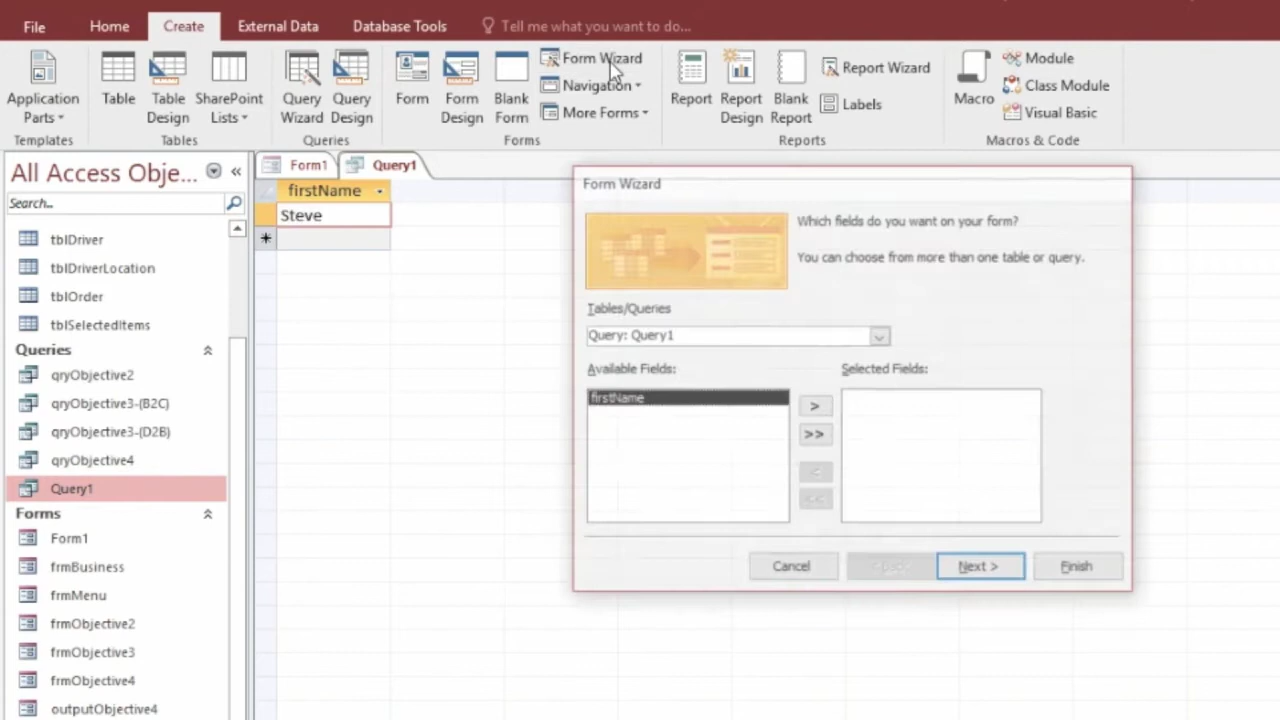 File Home Create External Data Database Tools Tell me what you want to do...
Application Parts
Templates
Table
Table Design
SharePoint Lists
Tables
Query Wizard
Query Design
Queries
Form
Form Design
Blank Form
Form Wizard
Navigation
More Forms
Forms
Report
Report Design
Blank Report
Report Wizard
Labels
Reports
Macro
Module
Class Module
Visual Basic
Macros & Code
All Access Obje... «
Search...
tblDriver
tblDriverLocation
tblOrder
tblSelectedItems
Queries
qryObjective2
qryObjective3-(B2C)
qryObjective3-(D2B)
qryObjective4
Query1
Forms
Form1
frmBusiness
frmMenu
frmObjective2
frmObjective3
frmObjective4
outputObjective4
Form1 Query1
firstName
Steve
*
Form Wizard
Which fields do you want on your form?
You can choose from more than one table or query.
Tables/Queries
Query: Query1
Available Fields: Selected Fields:
firstName
>
>>
<
<<
Cancel Next > Finish